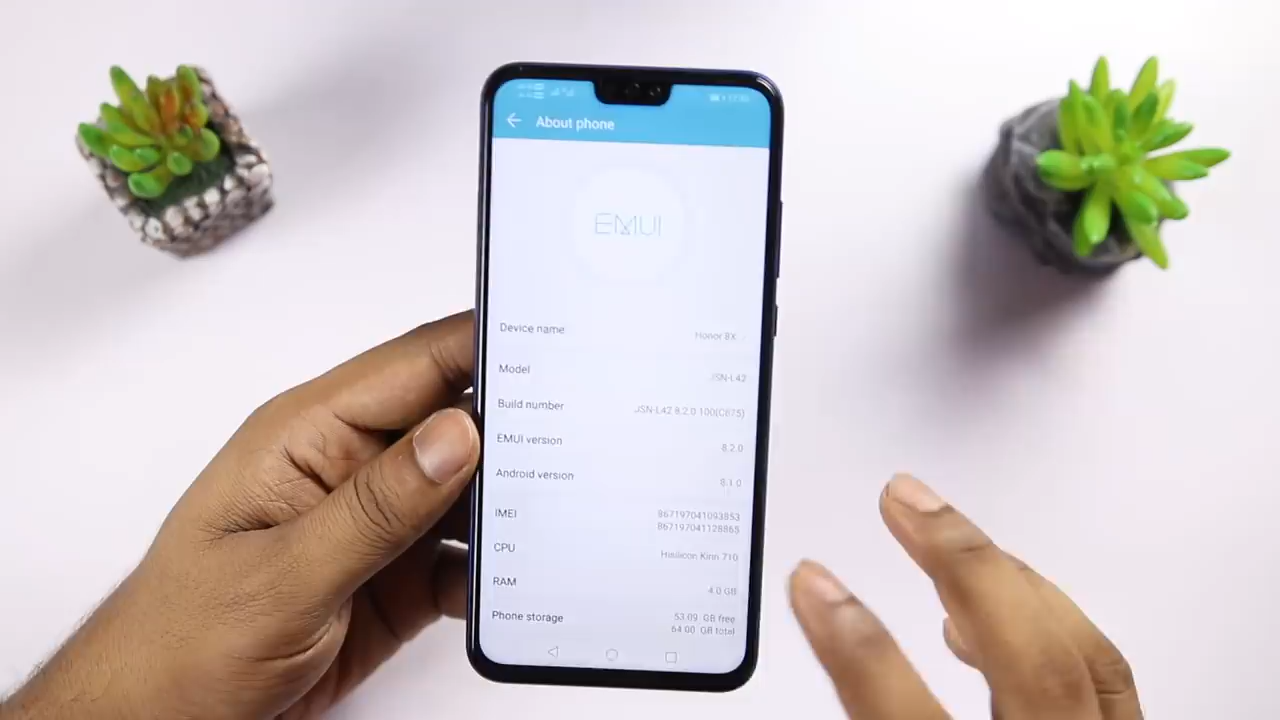 About phone
EMUI
Device name Honor 8X
Model JSN-L42
Build number JSN-L42 8.2.0.100(C675)
EMUI version 8.2.0
Android version 8.1.0
IMEI 867197041093853
867197041128865
CPU Hisilicon Kirin 710
RAM 4.0 GB
Phone storage 53.09 GB free
64.00 GB total